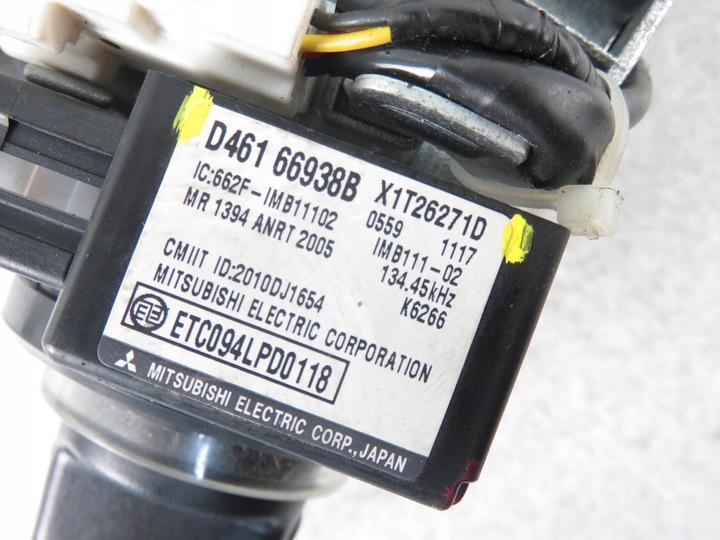 D461 66938B X1T26271D
IC:662F-IMB11102 0559 1117
MR 1394 ANRT 2005 IMB111-02
134.45kHz
CMIIT ID:2010DJ1654 K6266
MITSUBISHI ELECTRIC CORPORATION
ETC094LPD0118
MITSUBISHI ELECTRIC CORP., JAPAN